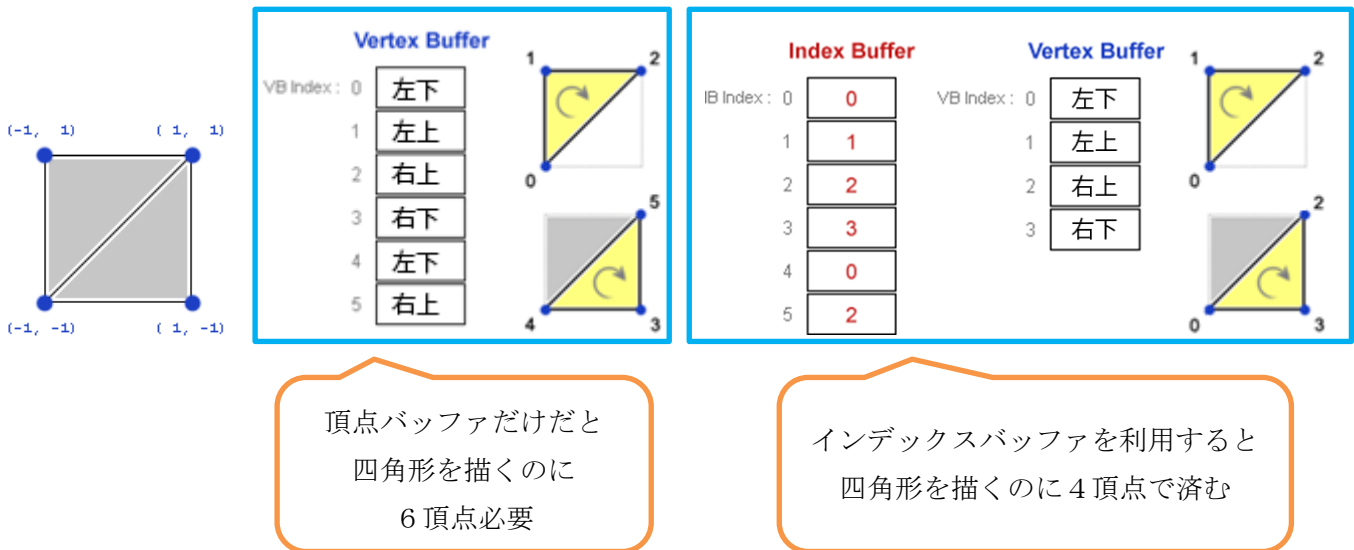 (-1, 1)
( 1, 1)
(-1, -1)
( 1, -1)
Vertex Buffer
VB Index : 0 左下
1 左上
2 右上
3 右下
4 左下
5 右上
1 2
0
5
4 3
Index Buffer
IB Index : 0 0
1 1
2 2
3 3
4 0
5 2
Vertex Buffer
VB Index : 0 左下
1 左上
2 右上
3 右下
1 2
0
2
0 3
頂点バッファだけだと
四角形を描くのに
6頂点必要
インデックスバッファを利用すると
四角形を描くのに4頂点で済む